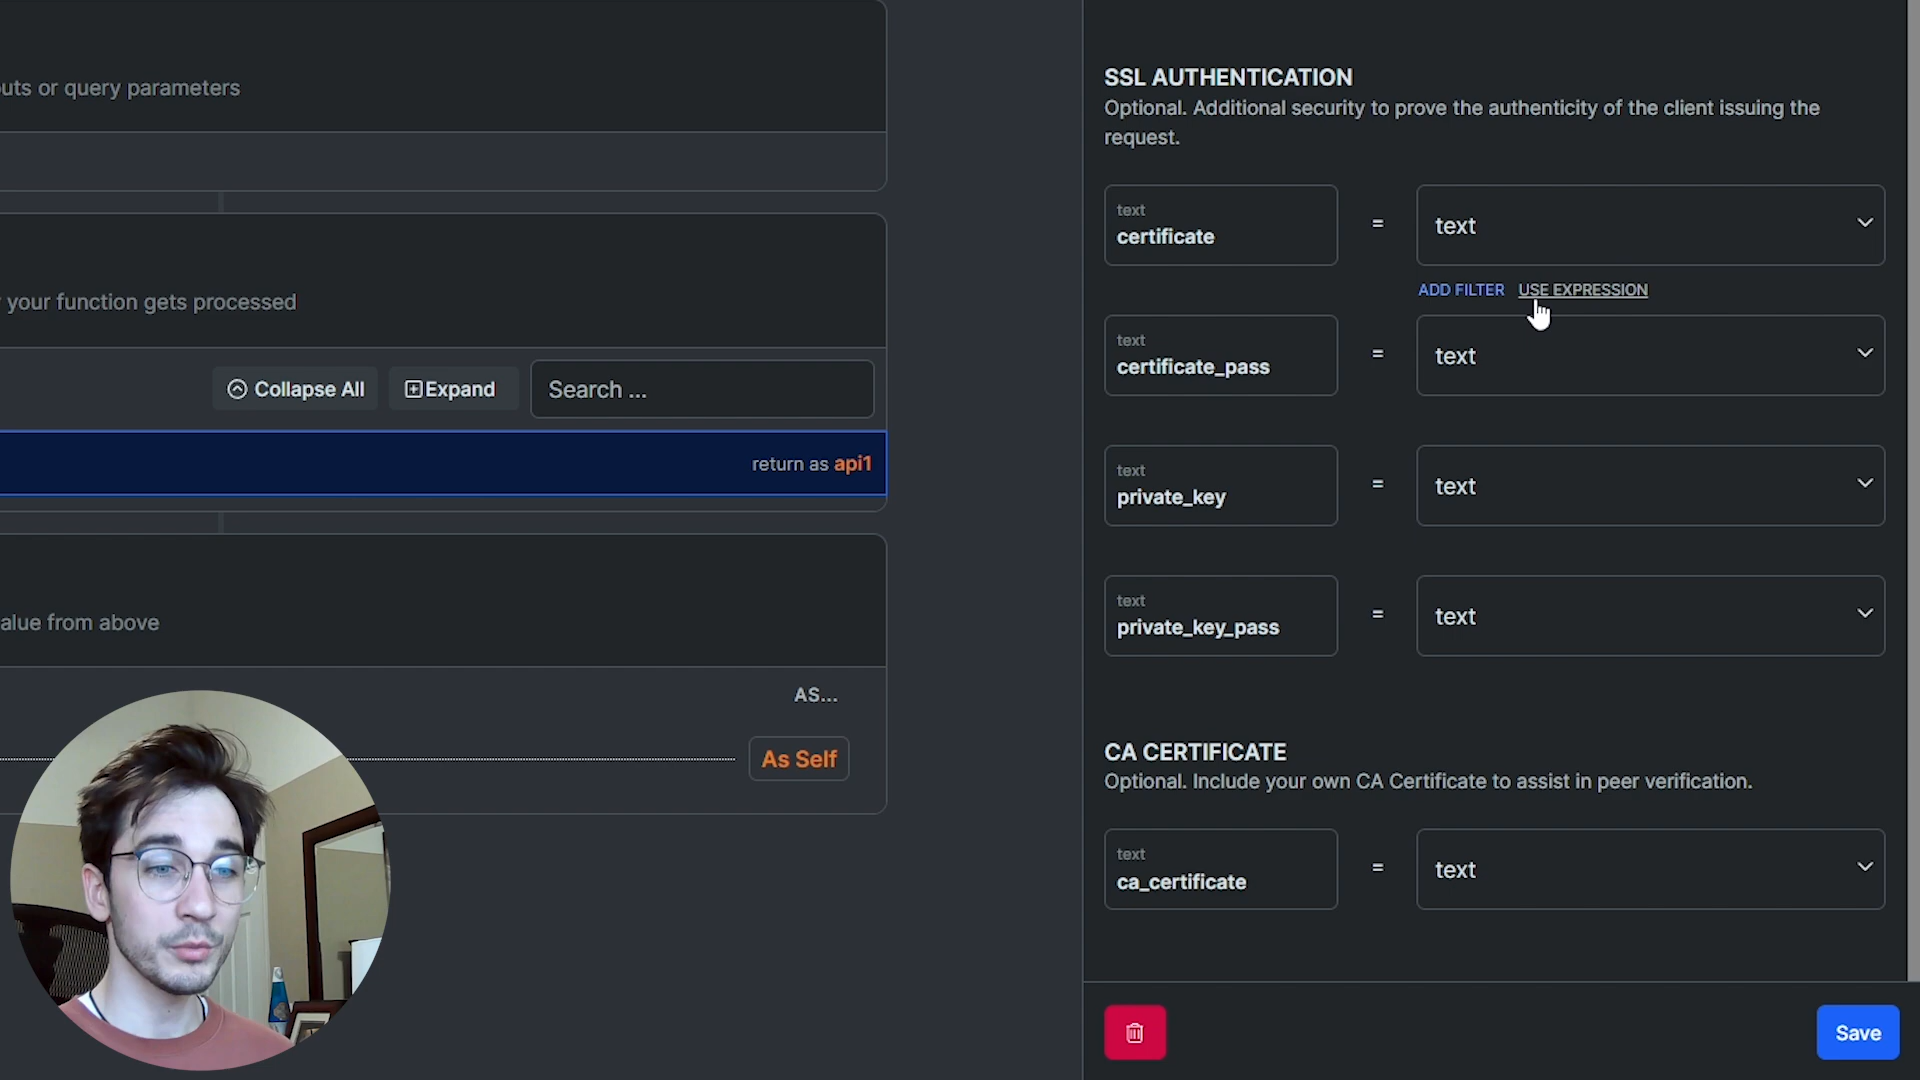 uts or query parameters
your function gets processed
Collapse All
Expand
Search ...
return as api1
alue from above
AS...
As Self
SSL AUTHENTICATION
Optional. Additional security to prove the authenticity of the client issuing the
request.
text
certificate
=
text
ADD FILTER USE EXPRESSION
text
certificate_pass
=
text
text
private_key
=
text
text
private_key_pass
=
text
CA CERTIFICATE
Optional. Include your own CA Certificate to assist in peer verification.
text
ca_certificate
=
text
Save